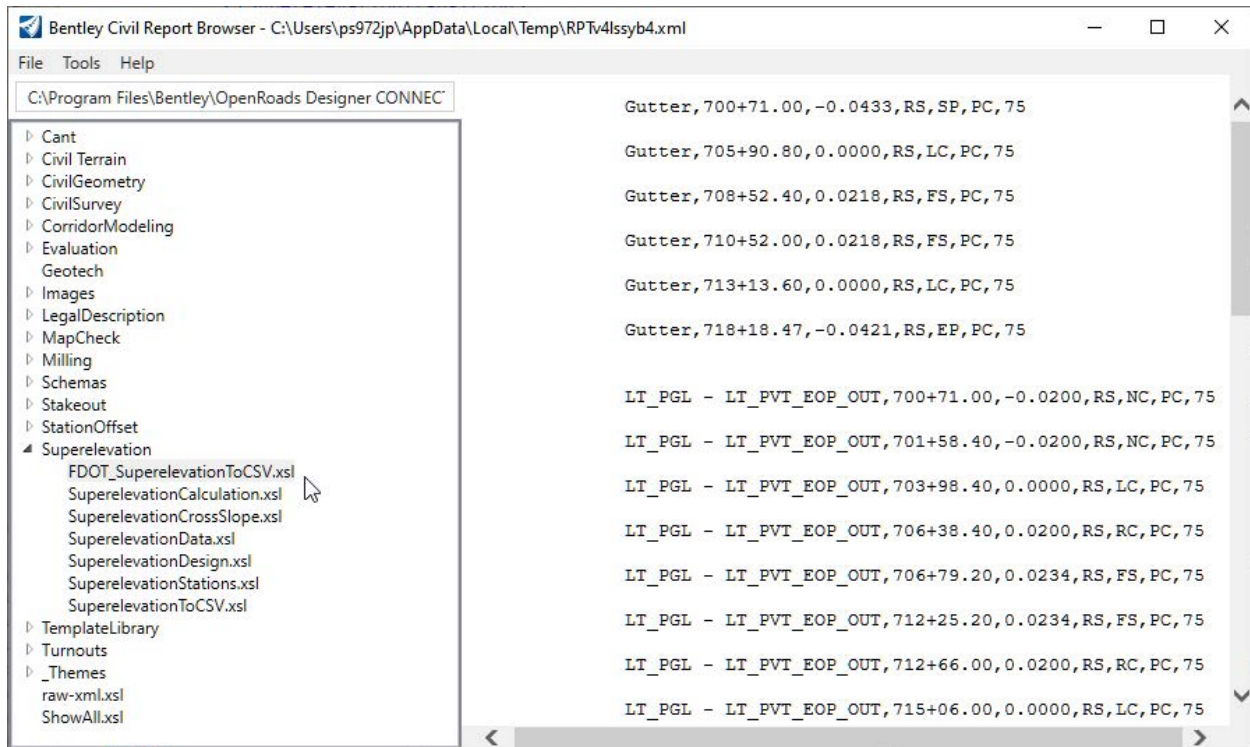 Bentley Civil Report Browser - C:\Users\ps972jp\AppData\Local\Temp\RPTv4lssyb4.xml
File Tools Help
C:\Program Files\Bentley\OpenRoads Designer CONNEC
Cant
Civil Terrain
CivilGeometry
CivilSurvey
CorridorModeling
Evaluation
Geotech
Images
LegalDescription
MapCheck
Milling
Schemas
Stakeout
StationOffset
Superelevation
FDOT_SuperelevationToCSV.xsl
SuperelevationCalculation.xsl
SuperelevationCrossSlope.xsl
SuperelevationData.xsl
SuperelevationDesign.xsl
SuperelevationStations.xsl
SuperelevationToCSV.xsl
TemplateLibrary
Turnouts
_Themes
raw-xml.xsl
ShowAll.xsl
Gutter,700+71.00,-0.0433,RS,SP,PC,75
Gutter,705+90.80,0.0000,RS,LC,PC,75
Gutter,708+52.40,0.0218,RS,FS,PC,75
Gutter,710+52.00,0.0218,RS,FS,PC,75
Gutter,713+13.60,0.0000,RS,LC,PC,75
Gutter,718+18.47,-0.0421,RS,EP,PC,75
LT_PGL - LT_PVT_EOP_OUT,700+71.00,-0.0200,RS,NC,PC,75
LT_PGL - LT_PVT_EOP_OUT,701+58.40,-0.0200,RS,NC,PC,75
LT_PGL - LT_PVT_EOP_OUT,703+98.40,0.0000,RS,LC,PC,75
LT_PGL - LT_PVT_EOP_OUT,706+38.40,0.0200,RS,RC,PC,75
LT_PGL - LT_PVT_EOP_OUT,706+79.20,0.0234,RS,FS,PC,75
LT_PGL - LT_PVT_EOP_OUT,712+25.20,0.0234,RS,FS,PC,75
LT_PGL - LT_PVT_EOP_OUT,712+66.00,0.0200,RS,RC,PC,75
LT_PGL - LT_PVT_EOP_OUT,715+06.00,0.0000,RS,LC,PC,75